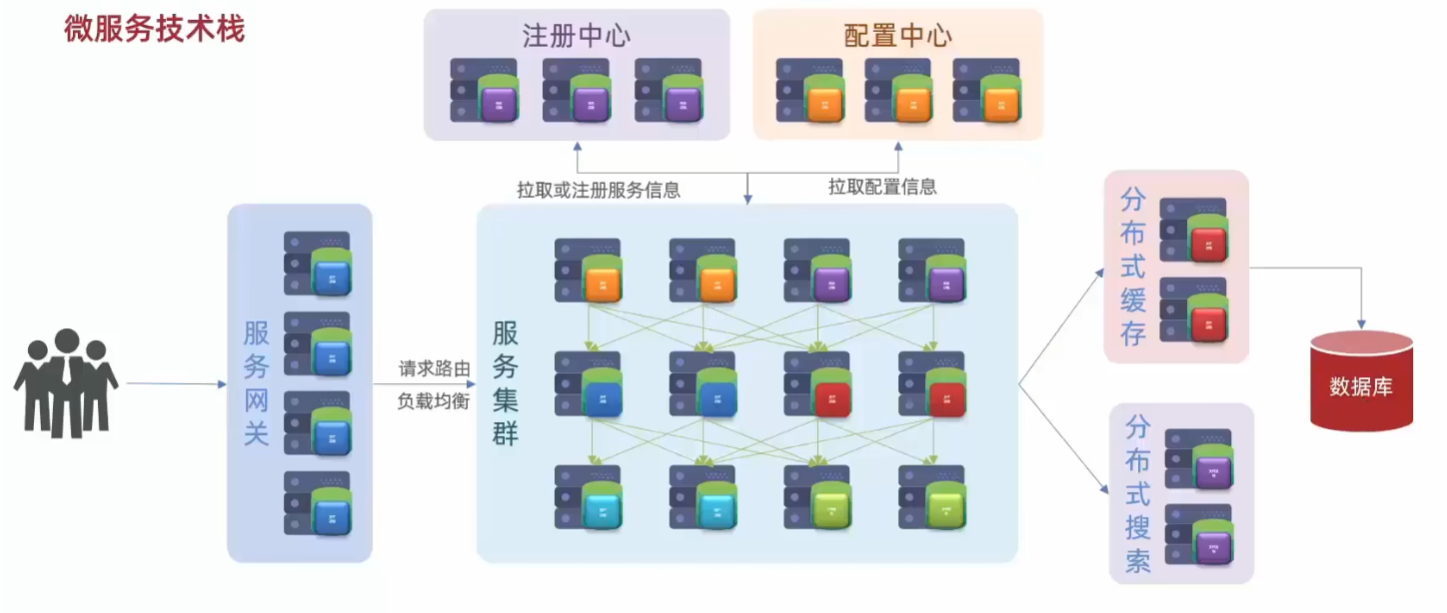 微服务技术栈
注册中心
配置中心
拉取或注册服务信息
拉取配置信息
服务网关
请求路由
负载均衡
服务集群
分布式缓存
数据库
分布式搜索